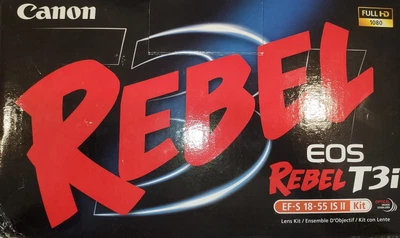 Canon
FULL HD
1080
REBEL
EOS
REBEL T3i
EF-S 18-55 IS II Kit
Lens Kit / Ensemble D'Objectif / Kit con Lente